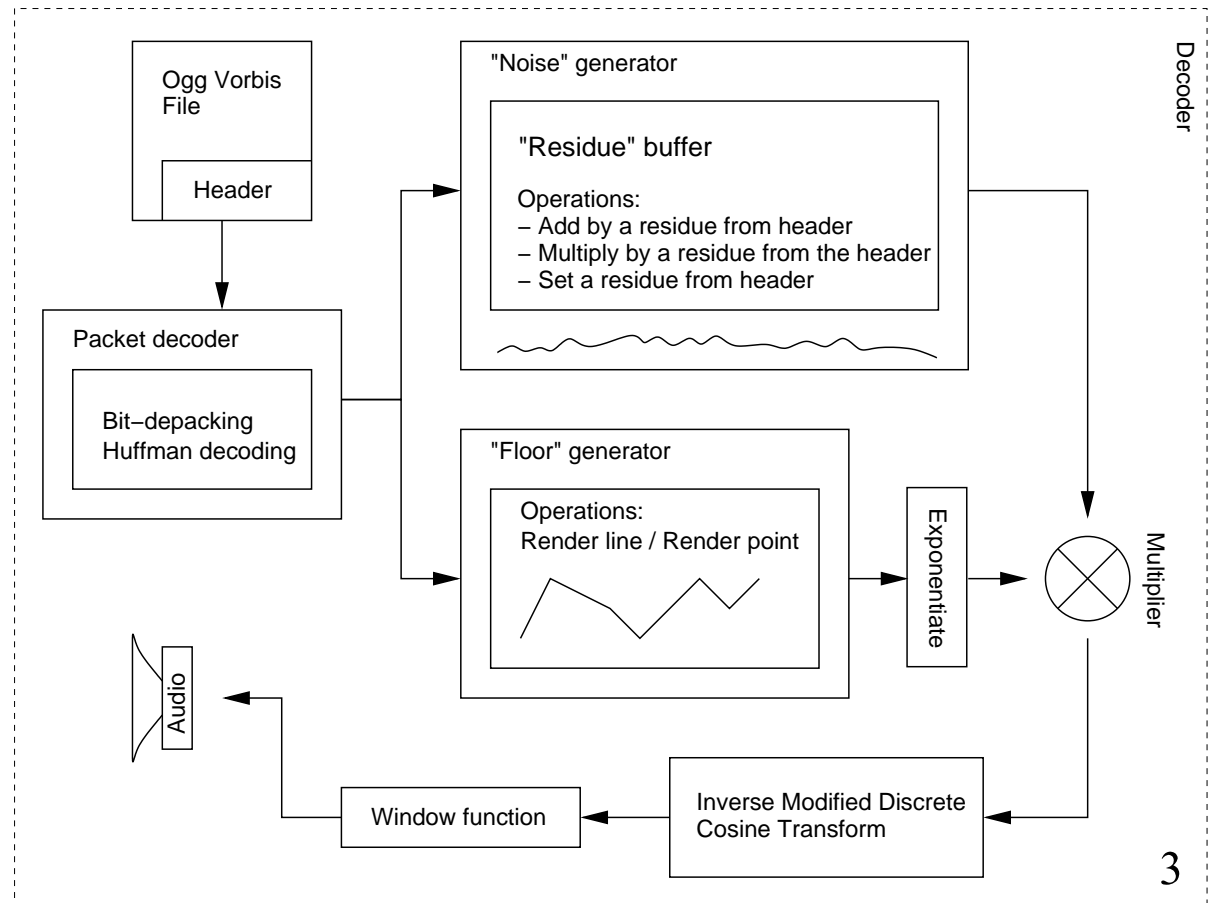 Ogg Vorbis
File
Header
"Noise" generator
"Residue" buffer
Operations:
– Add by a residue from header
– Multiply by a residue from the header
– Set a residue from header
Decoder
Packet decoder
Bit–depacking
Huffman decoding
"Floor" generator
Operations:
Render line / Render point
Exponentiate
Multiplier
Audio
Window function
Inverse Modified Discrete
Cosine Transform
3